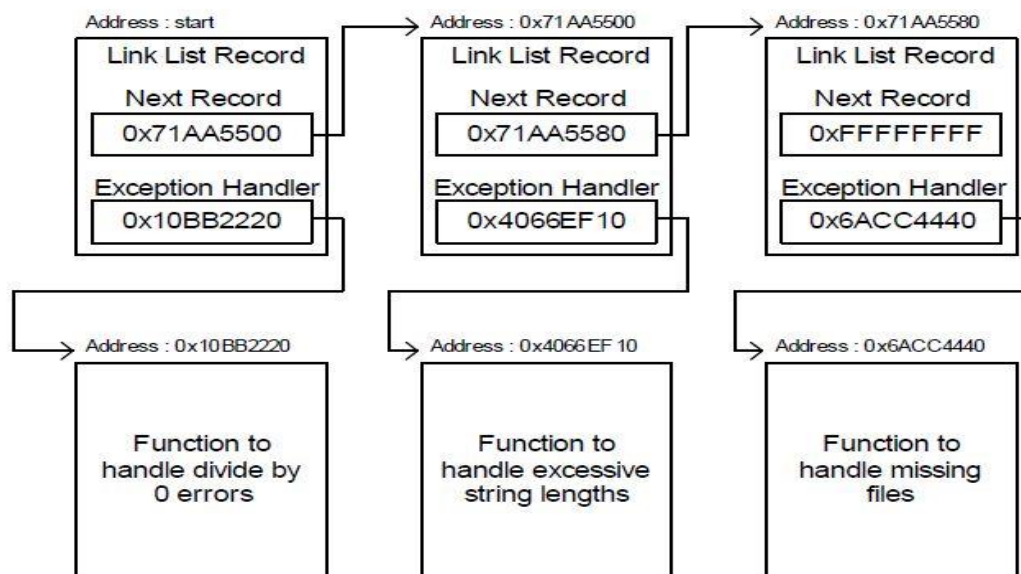 Address : start
Link List Record
Next Record
0x71AA5500
Exception Handler
0x10BB2220
Address : 0x71AA5500
Link List Record
Next Record
0x71AA5580
Exception Handler
0x4066EF10
Address : 0x71AA5580
Link List Record
Next Record
0xFFFFFFFF
Exception Handler
0x6ACC4440
Address : 0x10BB2220
Function to
handle divide by
0 errors
Address : 0x4066EF10
Function to
handle excessive
string lengths
Address : 0x6ACC4440
Function to
handle missing
files